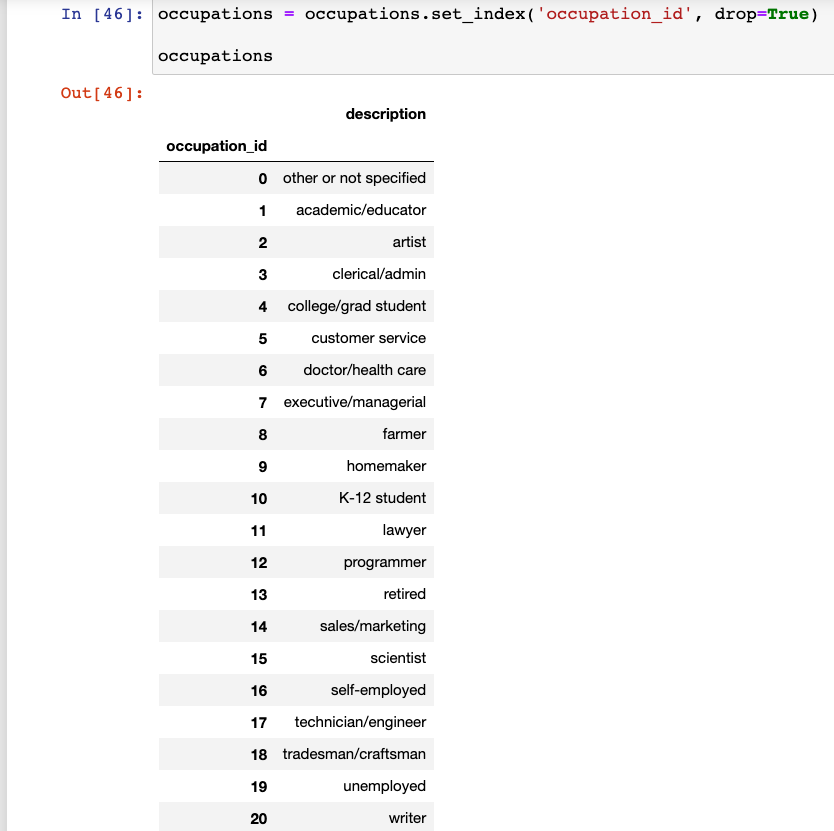 In [46]: occupations = occupations.set_index('occupation_id', drop=True)
occupations
Out[46]:
description
occupation_id
0 other or not specified
1 academic/educator
2 artist
3 clerical/admin
4 college/grad student
5 customer service
6 doctor/health care
7 executive/managerial
8 farmer
9 homemaker
10 K-12 student
11 lawyer
12 programmer
13 retired
14 sales/marketing
15 scientist
16 self-employed
17 technician/engineer
18 tradesman/craftsman
19 unemployed
20 writer